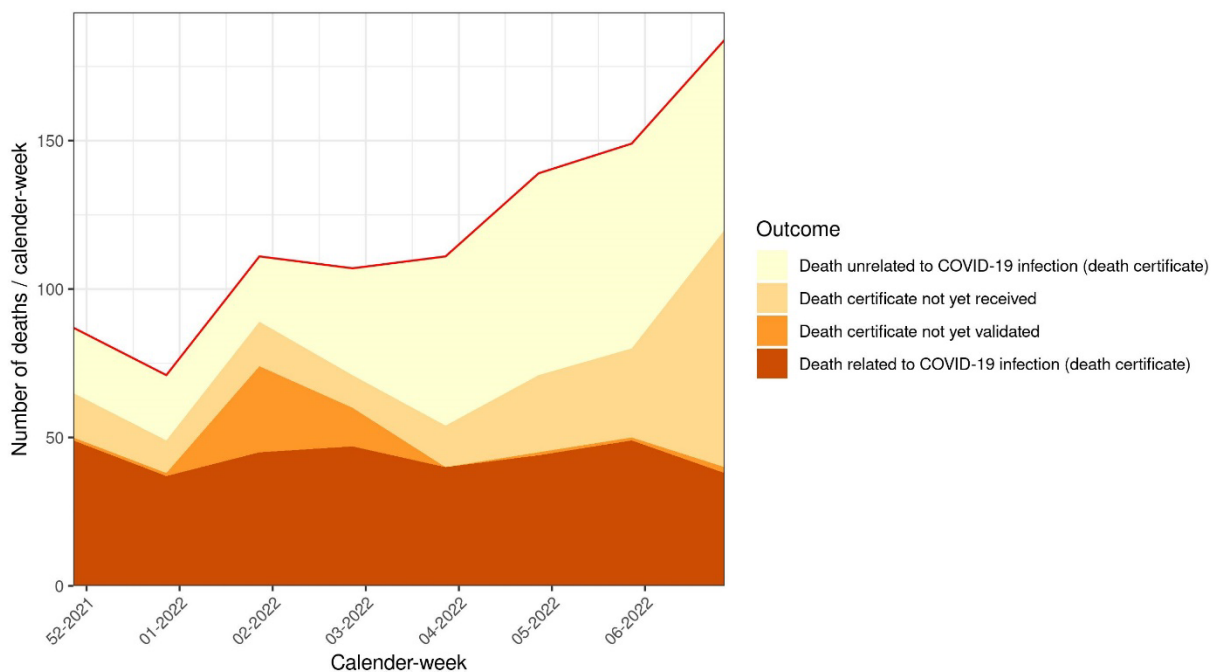 Number of deaths / calender-week
150
100
50
0
52-2021
01-2022
02-2022
03-2022
04-2022
05-2022
06-2022
Calender-week
Outcome
Death unrelated to COVID-19 infection (death certificate)
Death certificate not yet received
Death certificate not yet validated
Death related to COVID-19 infection (death certificate)